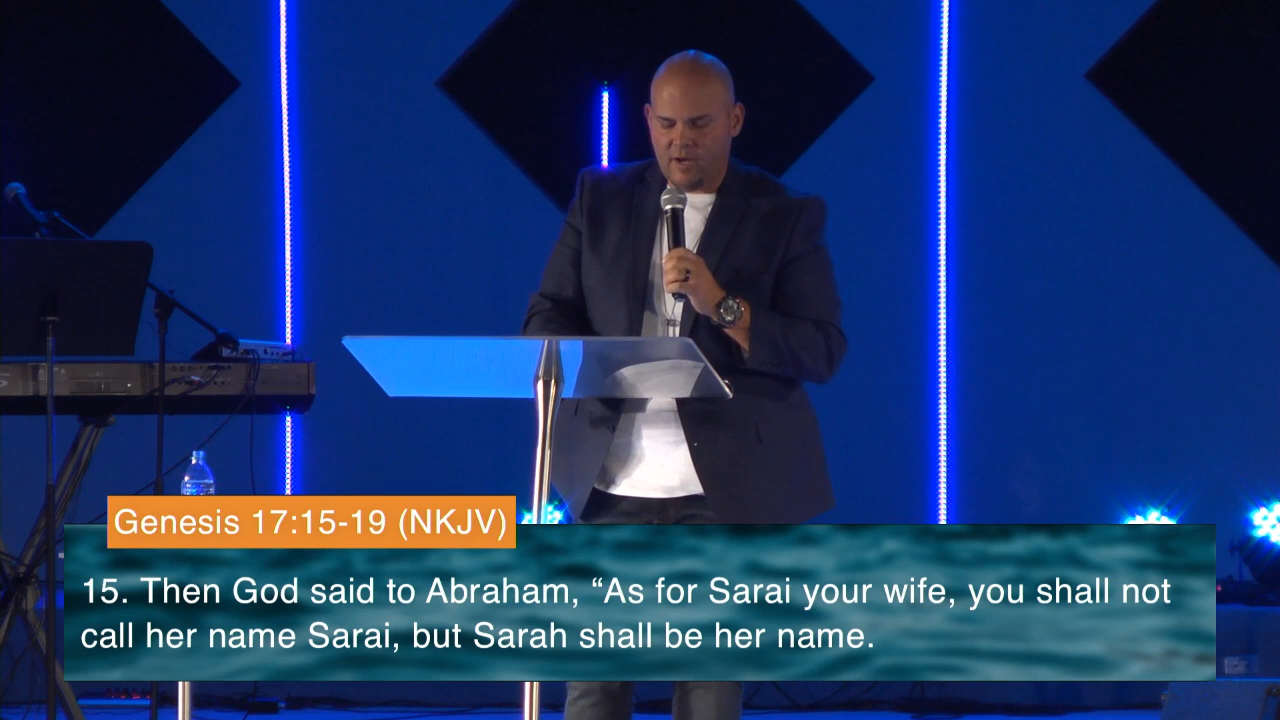 Genesis 17:15-19 (NKJV)
15. Then God said to Abraham, “As for Sarai your wife, you shall not
call her name Sarai, but Sarah shall be her name.